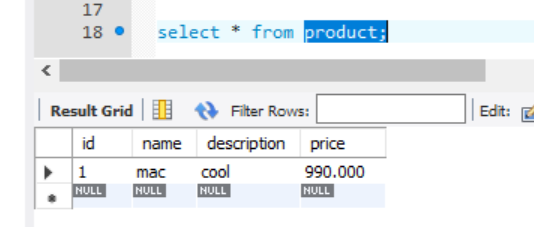 17
18 select * from product;
Result Grid Filter Rows: Edit:
id name description price
1 mac cool 990.000
NULL NULL NULL NULL